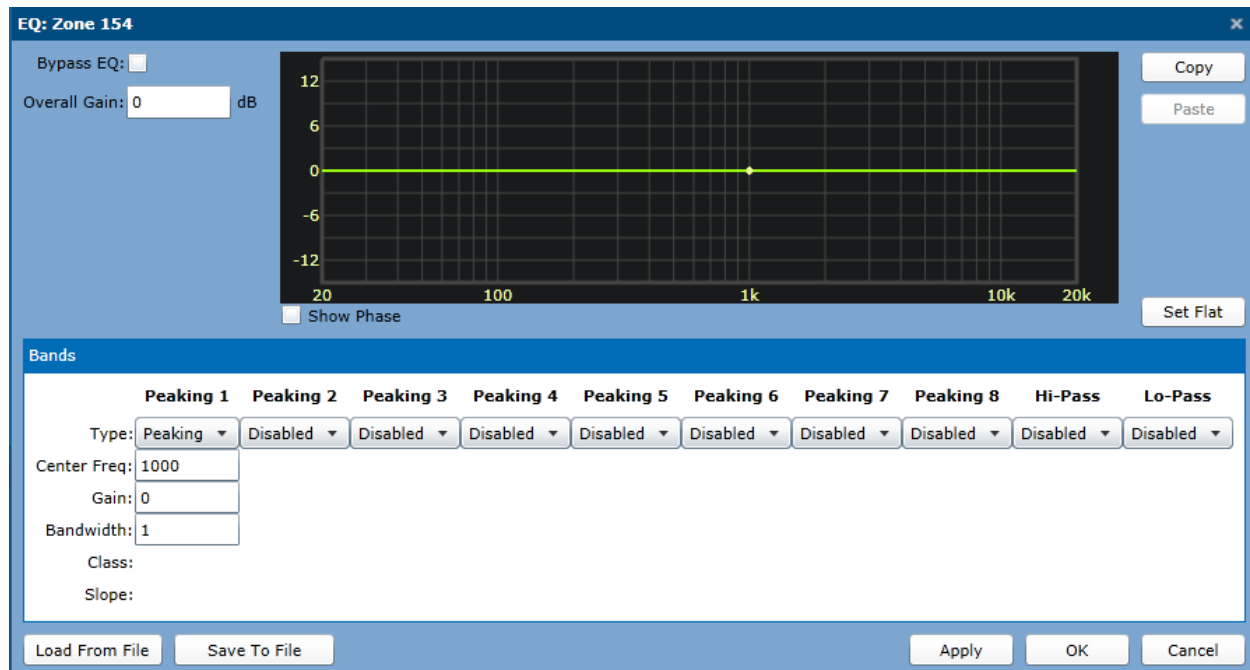 EQ: Zone 154
Bypass EQ:
Overall Gain: 0 dB
Copy
Paste
12
6
0
-6
-12
20 100 1k 10k 20k
Show Phase
Set Flat
Bands
Peaking 1 Peaking 2 Peaking 3 Peaking 4 Peaking 5 Peaking 6 Peaking 7 Peaking 8 Hi-Pass Lo-Pass
Type: Peaking Disabled Disabled Disabled Disabled Disabled Disabled Disabled Disabled Disabled
Center Freq: 1000
Gain: 0
Bandwidth: 1
Class:
Slope:
Load From File Save To File Apply OK Cancel